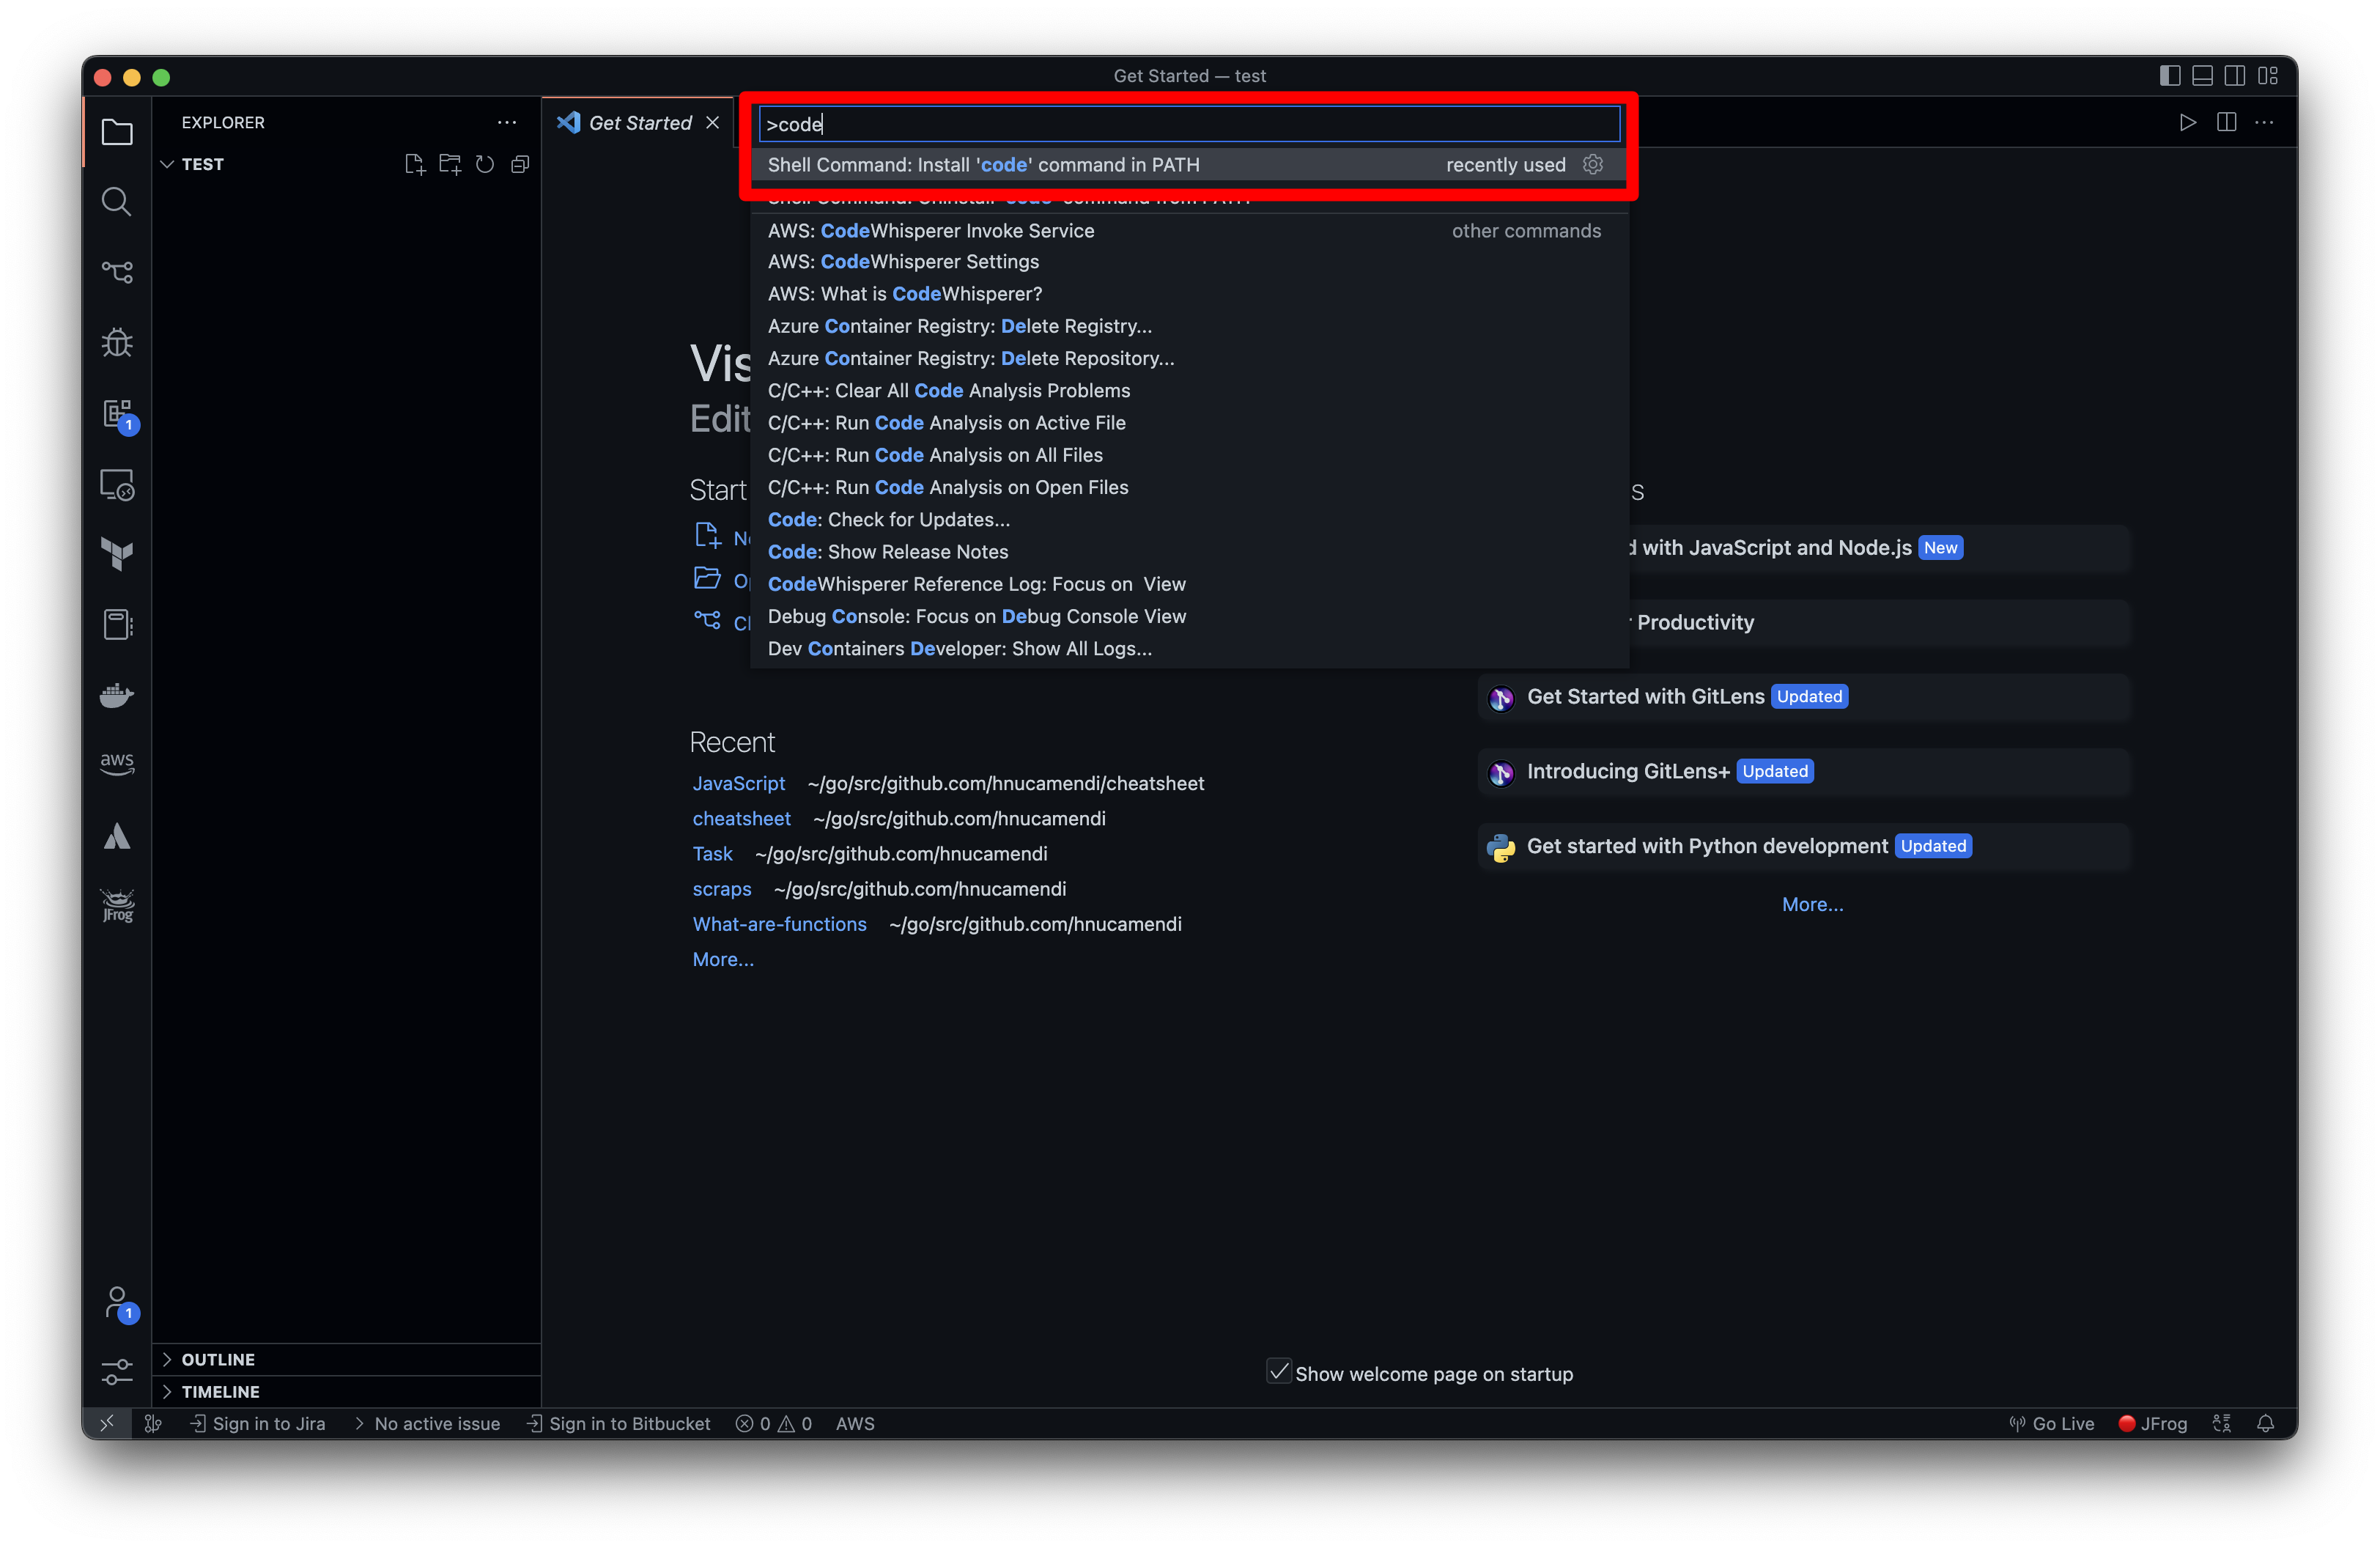 Get Started — test
EXPLORER
TEST
Get Started
>code
Shell Command: Install 'code' command in PATH recently used
Shell Command: Uninstall 'code' command from PATH
AWS: CodeWhisperer Invoke Service other commands
AWS: CodeWhisperer Settings
AWS: What is CodeWhisperer?
Azure Container Registry: Delete Registry...
Azure Container Registry: Delete Repository...
C/C++: Clear All Code Analysis Problems
C/C++: Run Code Analysis on Active File
C/C++: Run Code Analysis on All Files
C/C++: Run Code Analysis on Open Files
Code: Check for Updates...
Code: Show Release Notes
CodeWhisperer Reference Log: Focus on View
Debug Console: Focus on Debug Console View
Dev Containers Developer: Show All Logs...
Vis
Edit
Start
Recent
JavaScript ~/go/src/github.com/hnucamendi/cheatsheet
cheatsheet ~/go/src/github.com/hnucamendi
Task ~/go/src/github.com/hnucamendi
scraps ~/go/src/github.com/hnucamendi
What-are-functions ~/go/src/github.com/hnucamendi
More...
s
d with JavaScript and Node.js New
r Productivity
Get Started with GitLens Updated
Introducing GitLens+ Updated
Get started with Python development Updated
More...
Show welcome page on startup
1
aws
JFrog
1
OUTLINE
TIMELINE
Sign in to Jira No active issue Sign in to Bitbucket 0 0 AWS Go Live JFrog